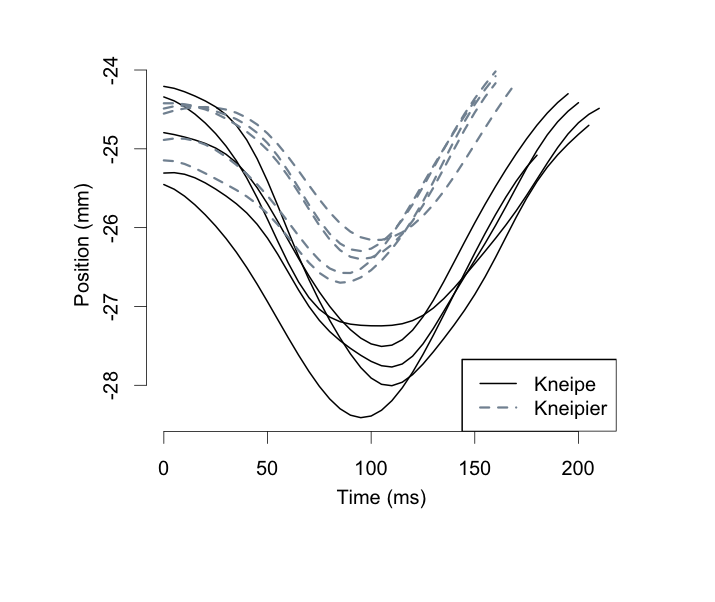 -24
-25
-26
-27
-28
Position (mm)
0 50 100 150 200
Time (ms)
Kneipe
Kneipier